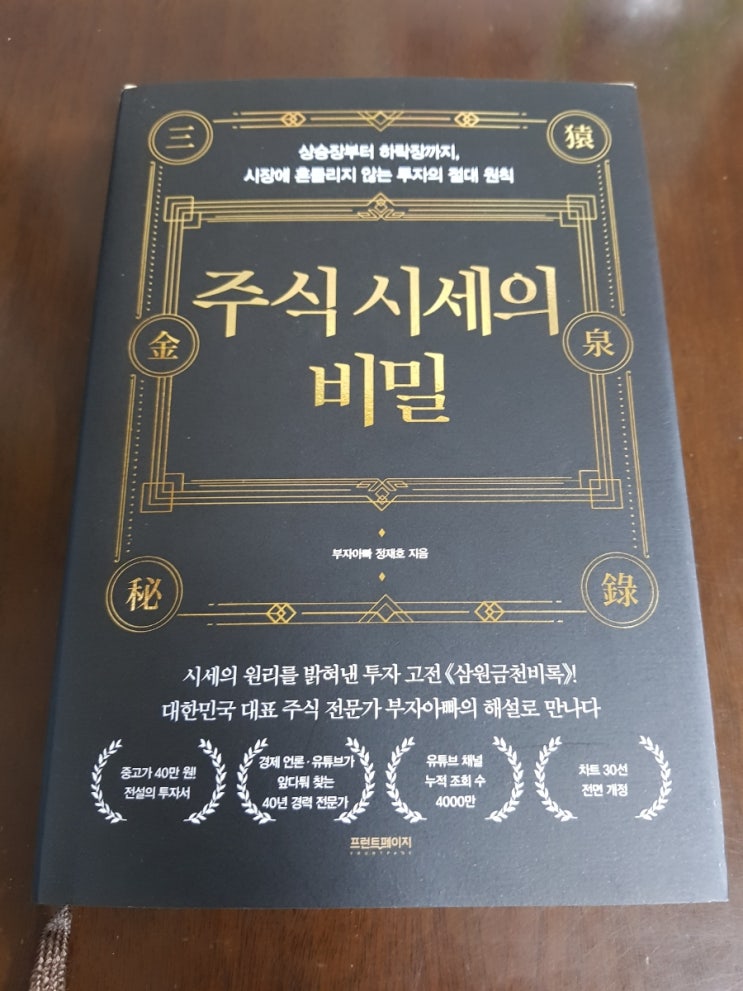 三 猿
상승장부터 하락장까지,
시장에 흔들리지 않는 투자의 절대 원칙
주식 시세의
비밀
金 泉
부자아빠 정재호 지음
秘 錄
시세의 원리를 밝혀낸 투자 고전 《삼원금천비록》!
대한민국 대표 주식 전문가 부자아빠의 해설로 만나다
중고가 40만 원!
전설의 투자서
경제 언론·유튜브가
앞다퉈 찾는
40년 경력 전문가
유튜브 채널
누적 조회 수
4000만
차트 30선
전면 개정
프런트페이지
FRONTPAGE